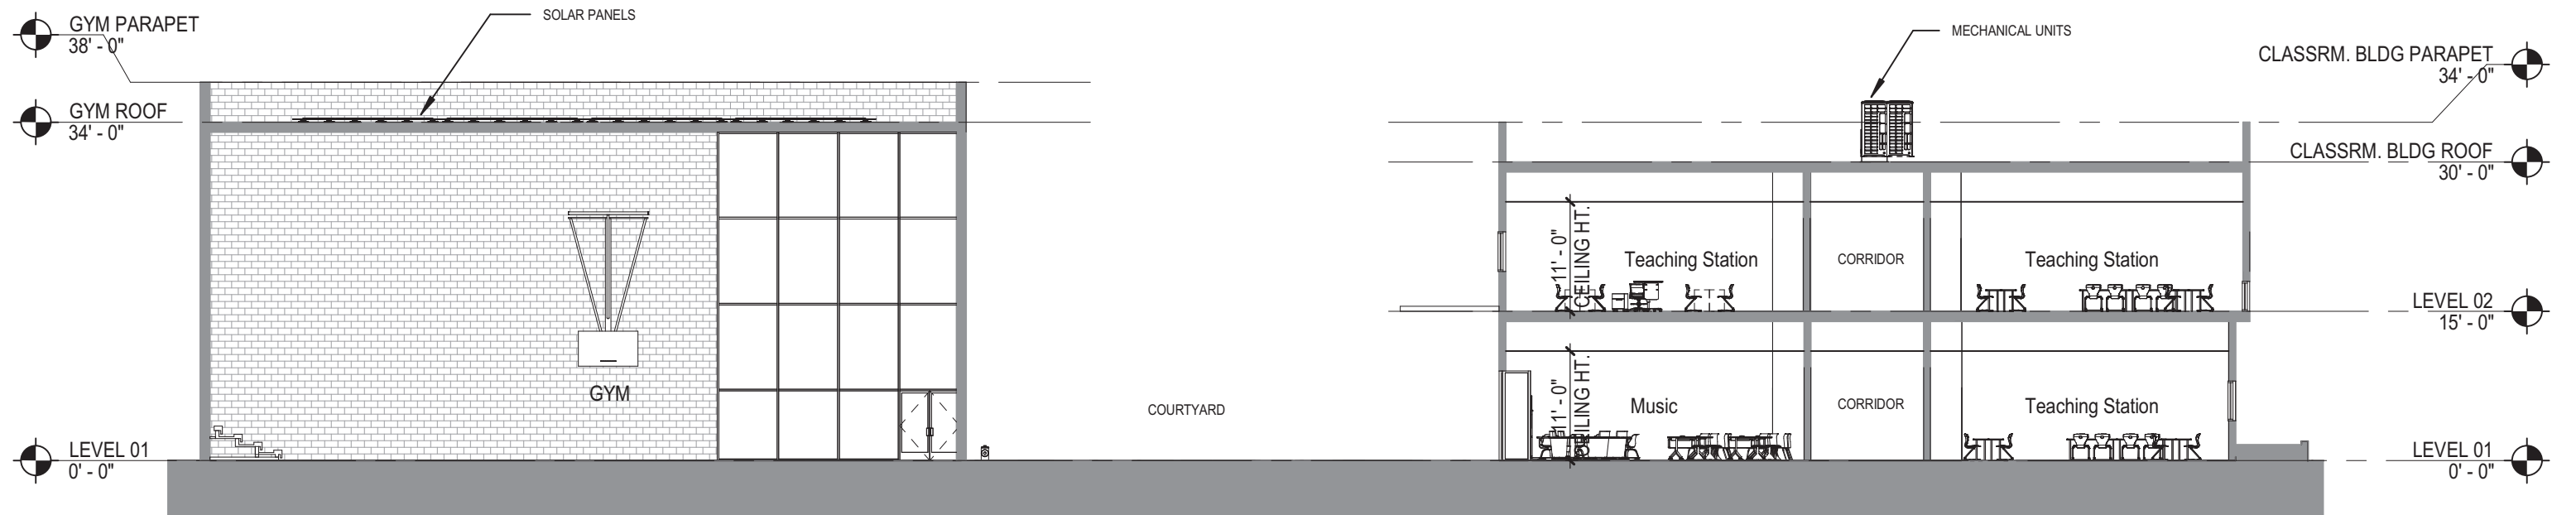 GYM PARAPET
38' - 0"
SOLAR PANELS
GYM ROOF
34' - 0"
GYM
LEVEL 01
0' - 0"
COURTYARD
MECHANICAL UNITS
CLASSRM. BLDG PARAPET
34' - 0"
CLASSRM. BLDG ROOF
30' - 0"
11' - 0"
CEILING HT.
Teaching Station
CORRIDOR
Teaching Station
LEVEL 02
15' - 0"
11' - 0"
CEILING HT.
Music
CORRIDOR
Teaching Station
LEVEL 01
0' - 0"